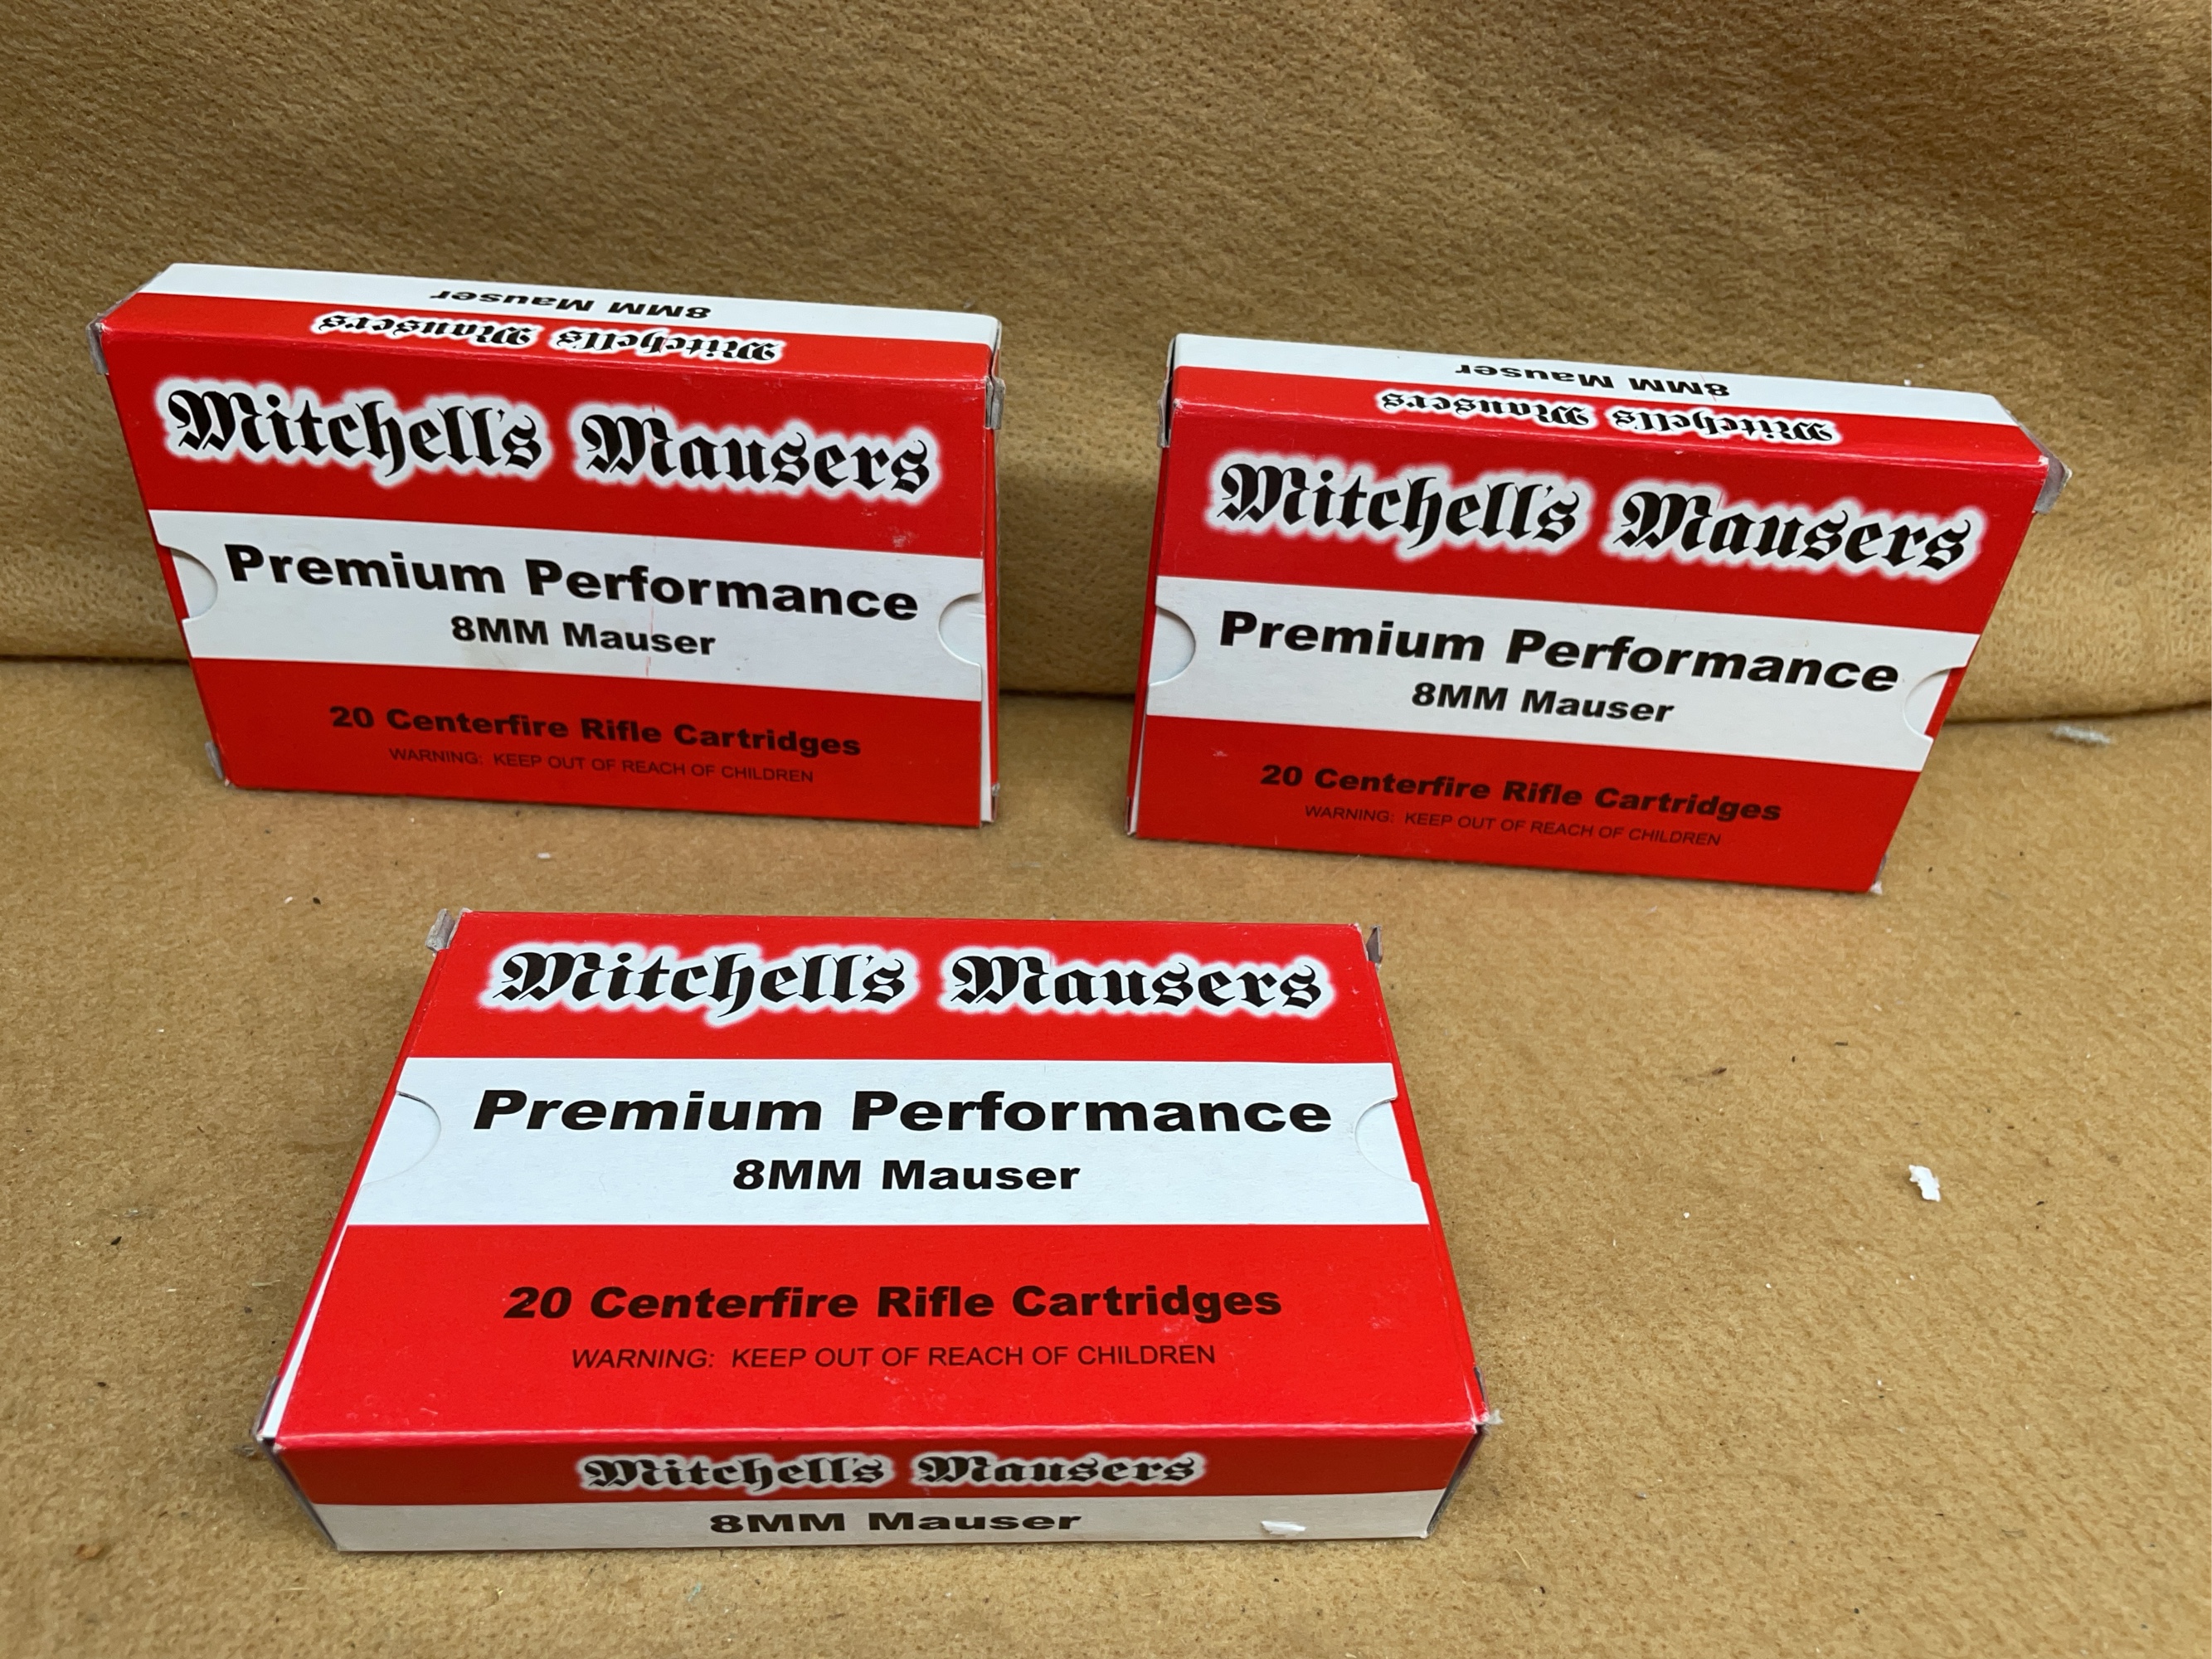 8MM Mauser
Mitchell's Mausers
Mitchell's Mausers
Premium Performance
8MM Mauser
20 Centerfire Rifle Cartridges
WARNING: KEEP OUT OF REACH OF CHILDREN
8MM Mauser
Mitchell's Mausers
Mitchell's Mausers
Premium Performance
8MM Mauser
20 Centerfire Rifle Cartridges
WARNING: KEEP OUT OF REACH OF CHILDREN
Mitchell's Mausers
Premium Performance
8MM Mauser
20 Centerfire Rifle Cartridges
WARNING: KEEP OUT OF REACH OF CHILDREN
Mitchell's Mausers
8MM Mauser